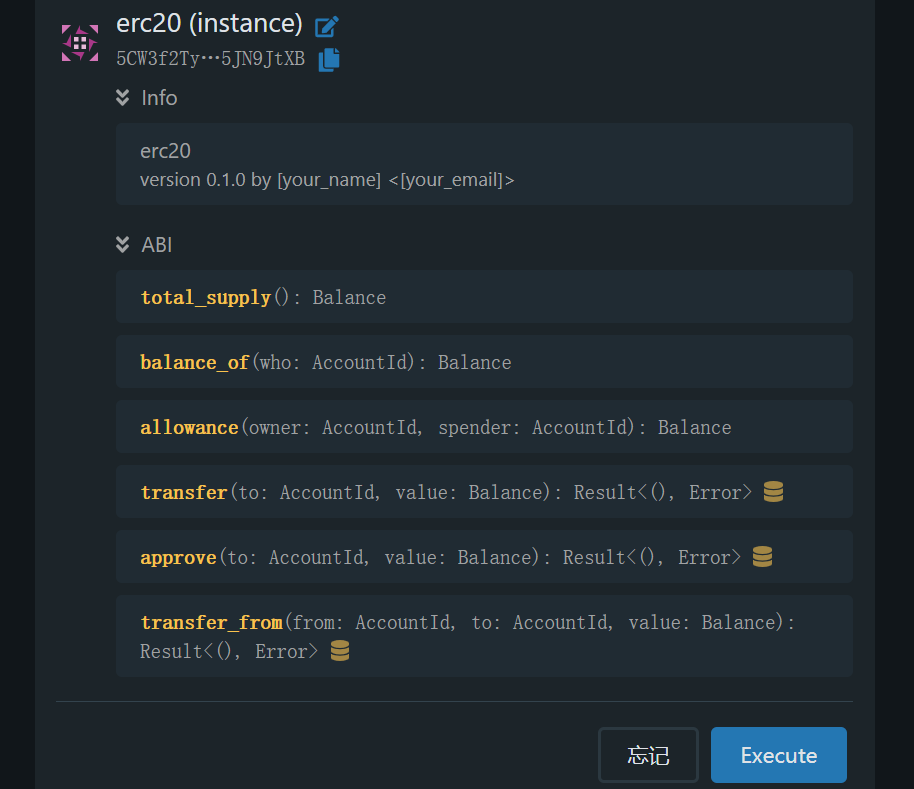 erc20 (instance)
5CW3f2Ty···5JN9JtXB
Info
erc20
version 0.1.0 by [your_name] <[your_email]>
ABI
total_supply(): Balance
balance_of(who: AccountId): Balance
allowance(owner: AccountId, spender: AccountId): Balance
transfer(to: AccountId, value: Balance): Result<(), Error>
approve(to: AccountId, value: Balance): Result<(), Error>
transfer_from(from: AccountId, to: AccountId, value: Balance):
Result<(), Error>
忘记
Execute